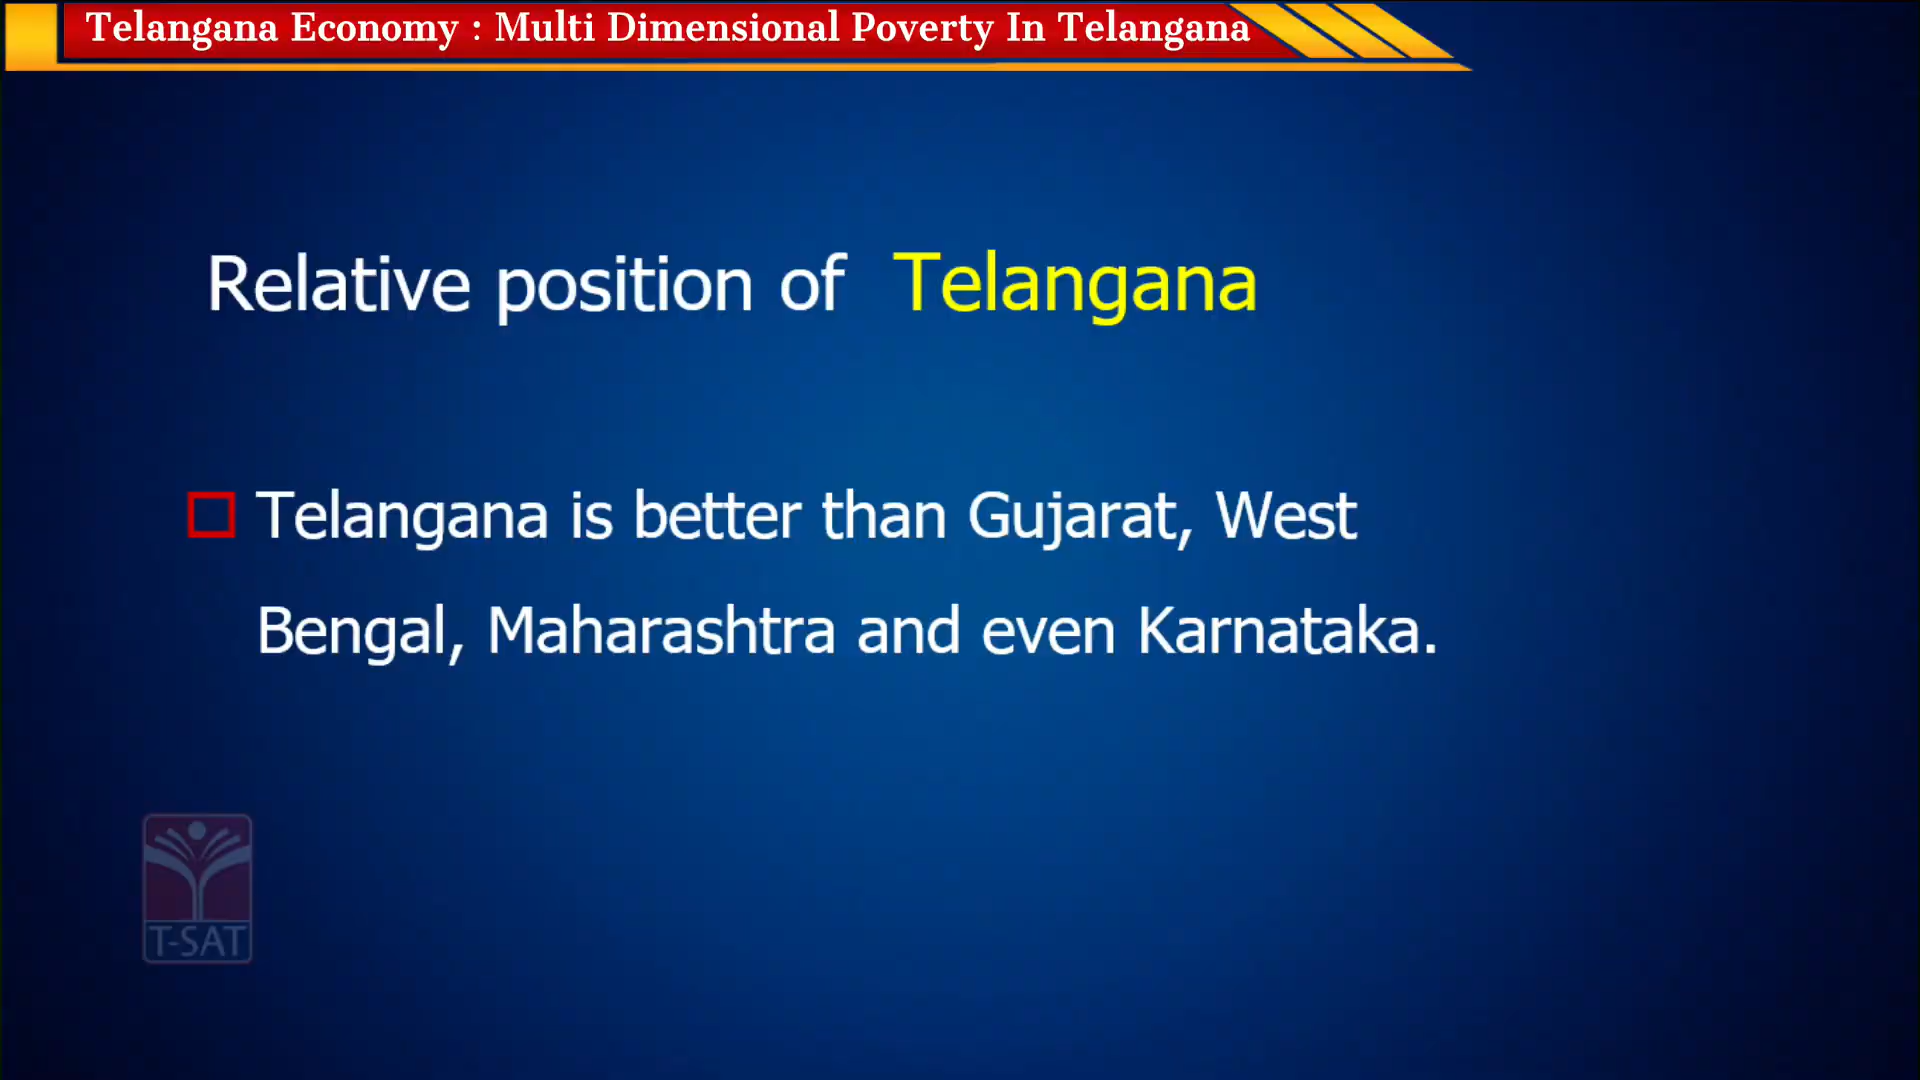 Telangana Economy : Multi Dimensional Poverty In Telangana
Relative position of Telangana
Telangana is better than Gujarat, West
Bengal, Maharashtra and even Karnataka.
T-SAT